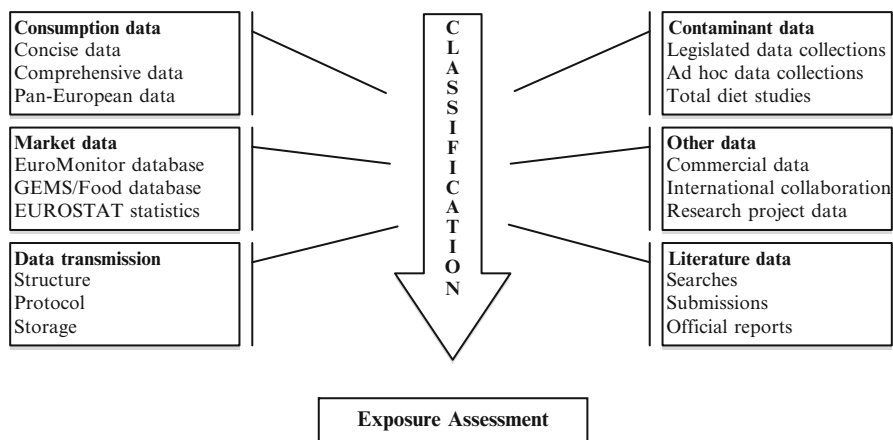 Consumption data
Concise data
Comprehensive data
Pan-European data
Market data
EuroMonitor database
GEMS/Food database
EUROSTAT statistics
Data transmission
Structure
Protocol
Storage
CLASSIFICATION
Contaminant data
Legislated data collections
Ad hoc data collections
Total diet studies
Other data
Commercial data
International collaboration
Research project data
Literature data
Searches
Submissions
Official reports
Exposure Assessment